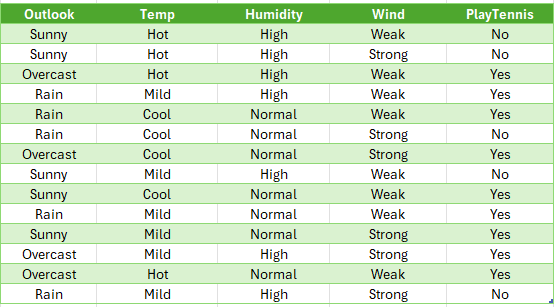 Outlook Temp Humidity Wind PlayTennis
Sunny Hot High Weak No
Sunny Hot High Strong No
Overcast Hot High Weak Yes
Rain Mild High Weak Yes
Rain Cool Normal Weak Yes
Rain Cool Normal Strong No
Overcast Cool Normal Strong Yes
Sunny Mild High Weak No
Sunny Cool Normal Weak Yes
Rain Mild Normal Weak Yes
Sunny Mild Normal Strong Yes
Overcast Mild High Strong Yes
Overcast Hot Normal Weak Yes
Rain Mild High Strong No